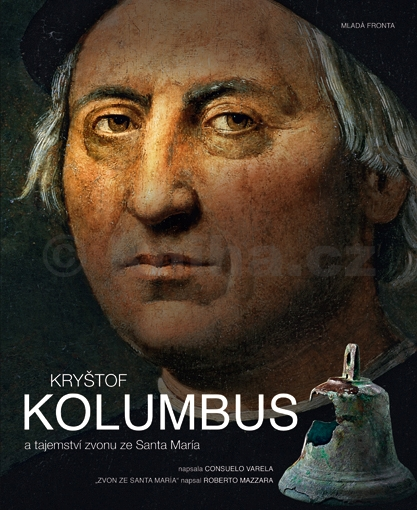 MLADÁ FRONTA
KRYŠTOF
KOLUMBUS
a tajemství zvonu ze Santa María
napsala CONSUELO VARELA
„ZVON ZE SANTA MARÍA“ napsal ROBERTO MAZZARA